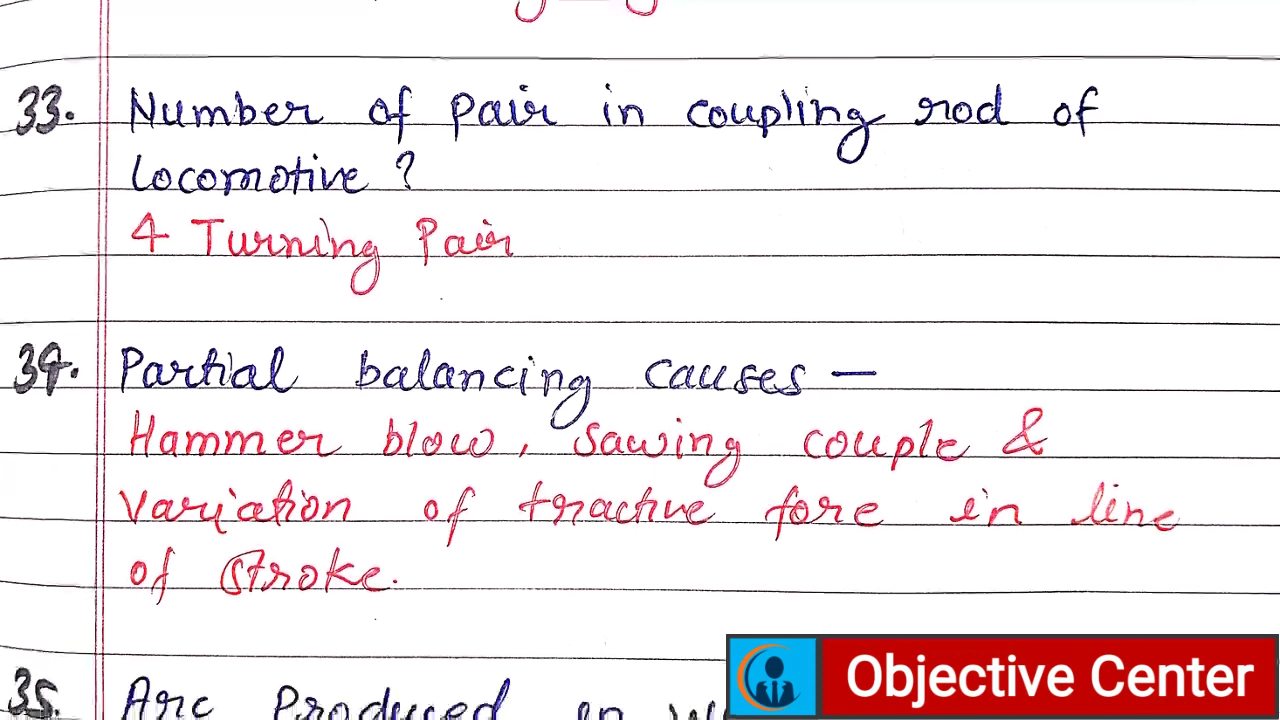 33. Number of pair in coupling rod of
locomotive ?
4 Turning Pair
34. Partial balancing causes —
Hammer blow, Sawing couple &
variation of tractive fore in line
of stroke.
35. Arc Produced in
Objective Center